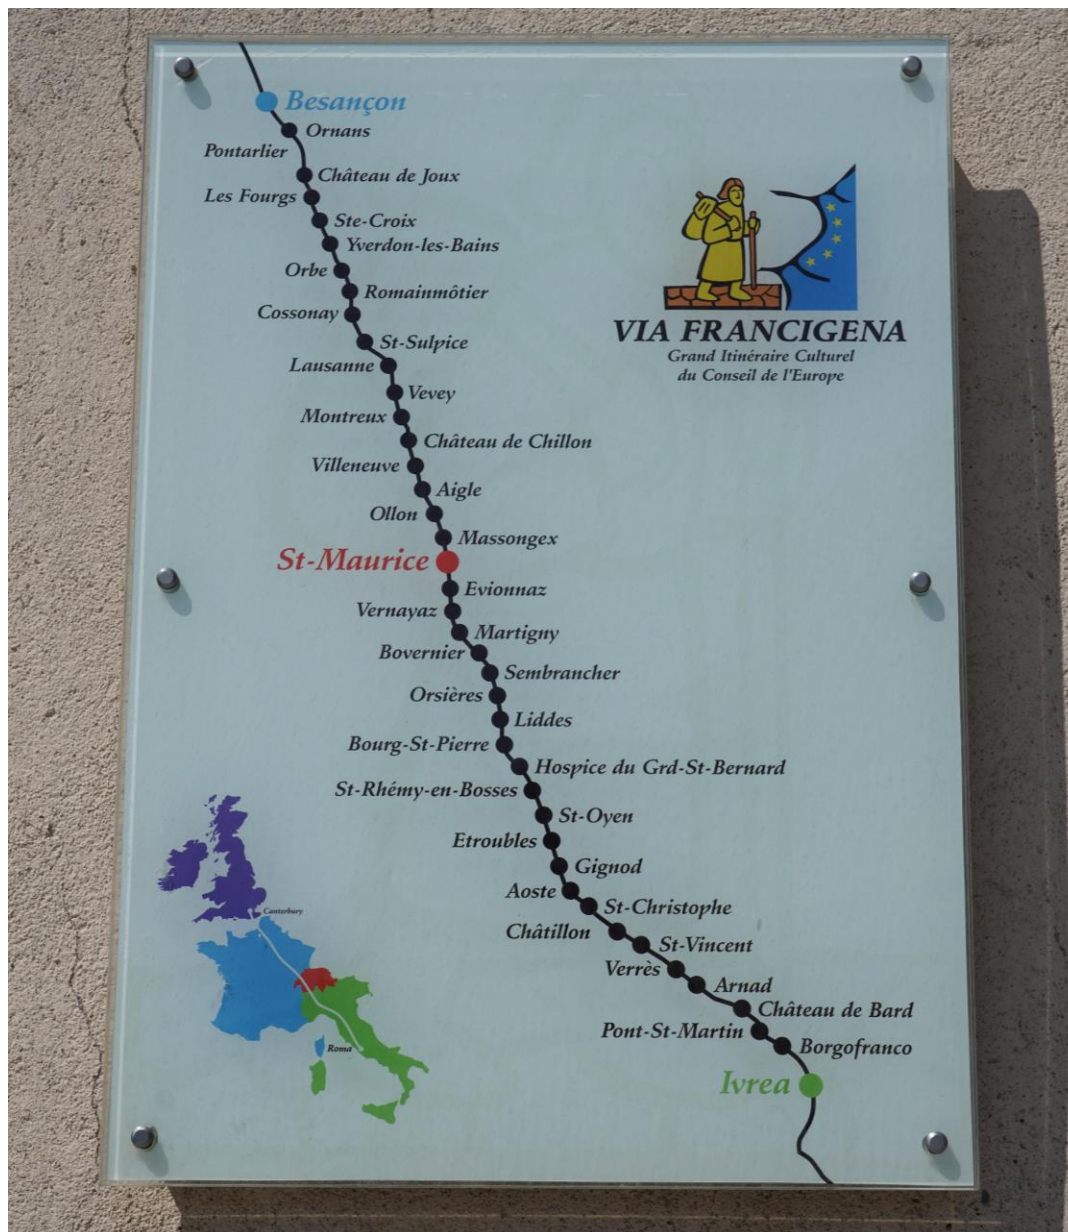 Besançon
Ornans
Pontarlier
Château de Joux
Les Fourgs
Ste-Croix
Yverdon-les-Bains
Orbe
Romainmôtier
Cossonay
St-Sulpice
Lausanne
Vevey
Montreux
Château de Chillon
Villeneuve
Aigle
Ollon
Massongex
St-Maurice
Evionnaz
Vernayaz
Martigny
Bovernier
Sembrancher
Orsières
Liddes
Bourg-St-Pierre
Hospice du Grd-St-Bernard
St-Rhémy-en-Bosses
St-Oyen
Etroubles
Gignod
Aoste
St-Christophe
Châtillon
St-Vincent
Verrès
Arnad
Château de Bard
Pont-St-Martin
Borgofranco
Ivrea
VIA FRANCIGENA
Grand Itinéraire Culturel
du Conseil de l'Europe
Canterbury
Roma